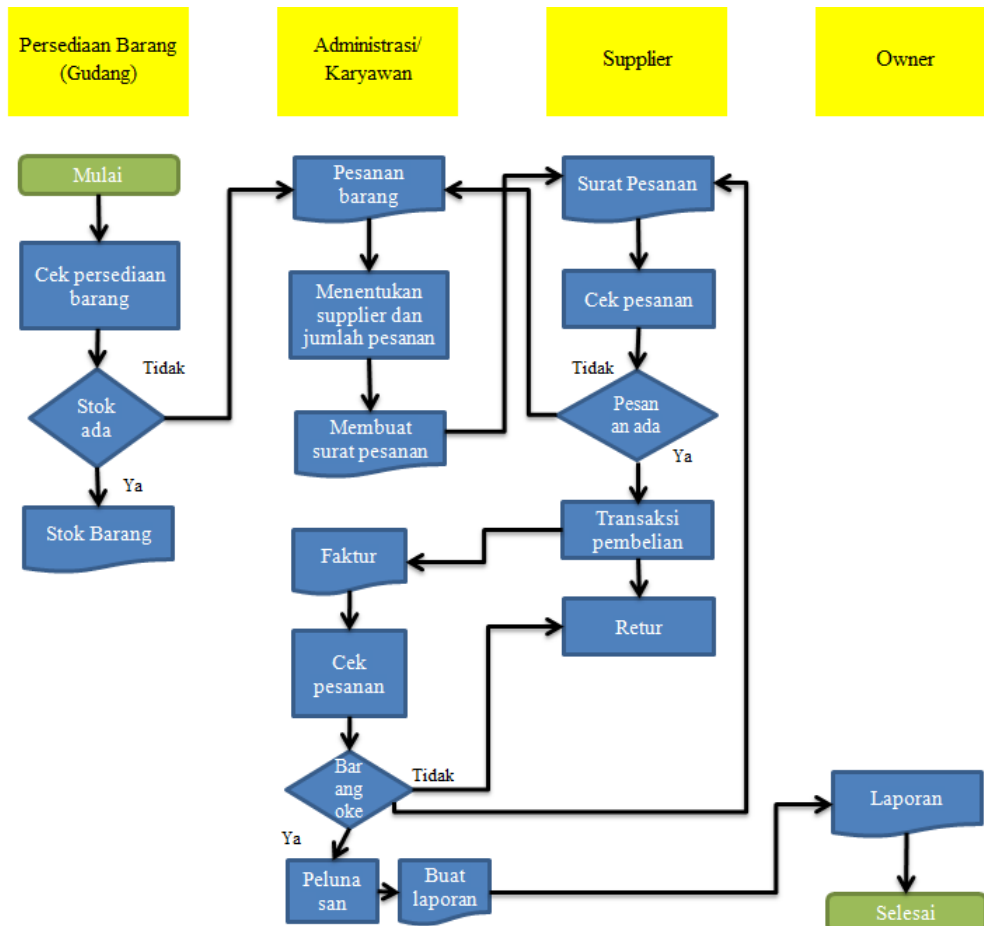 Persediaan Barang
(Gudang)
Administrasi/
Karyawan
Supplier
Owner
Mulai
Cek persediaan
barang
Tidak
Stok
ada
Ya
Stok Barang
Pesanan
barang
Menentukan
supplier dan
jumlah pesanan
Membuat
surat pesanan
Surat Pesanan
Cek pesanan
Tidak
Pesan
an ada
Ya
Transaksi
pembelian
Retur
Faktur
Cek
pesanan
Bar
ang
oke
Tidak
Ya
Peluna
san
Buat
laporan
Laporan
Selesai